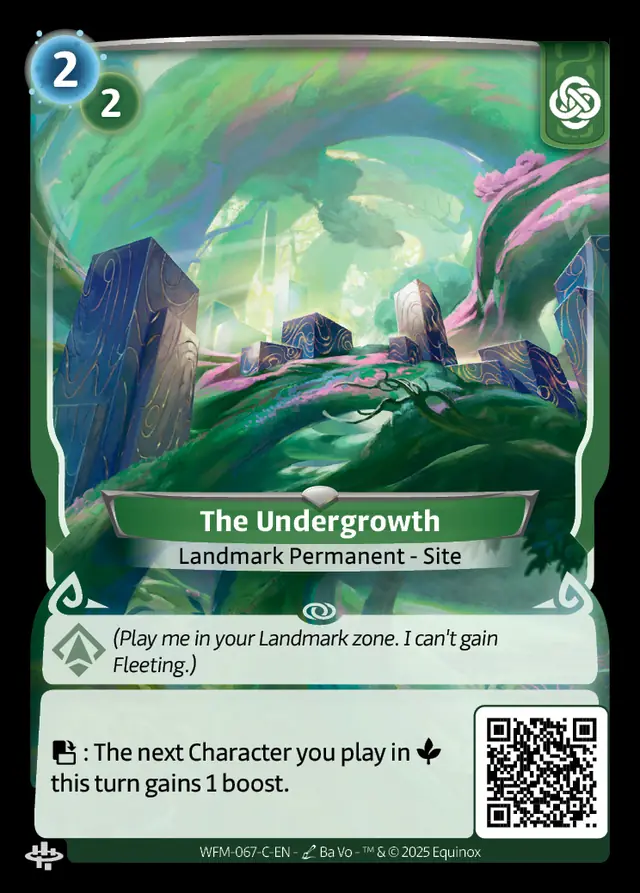 2
2
The Undergrowth
Landmark Permanent - Site
(Play me in your Landmark zone. I can't gain
Fleeting.)
: The next Character you play in
this turn gains 1 boost.
WFM-067-C-EN - Ba Vo - ™ & © 2025 Equinox